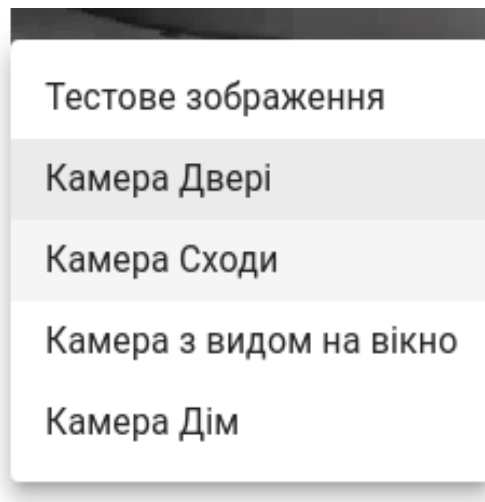 Тестове зображення
Камера Двері
Камера Сходи
Камера з видом на вікно
Камера Дім